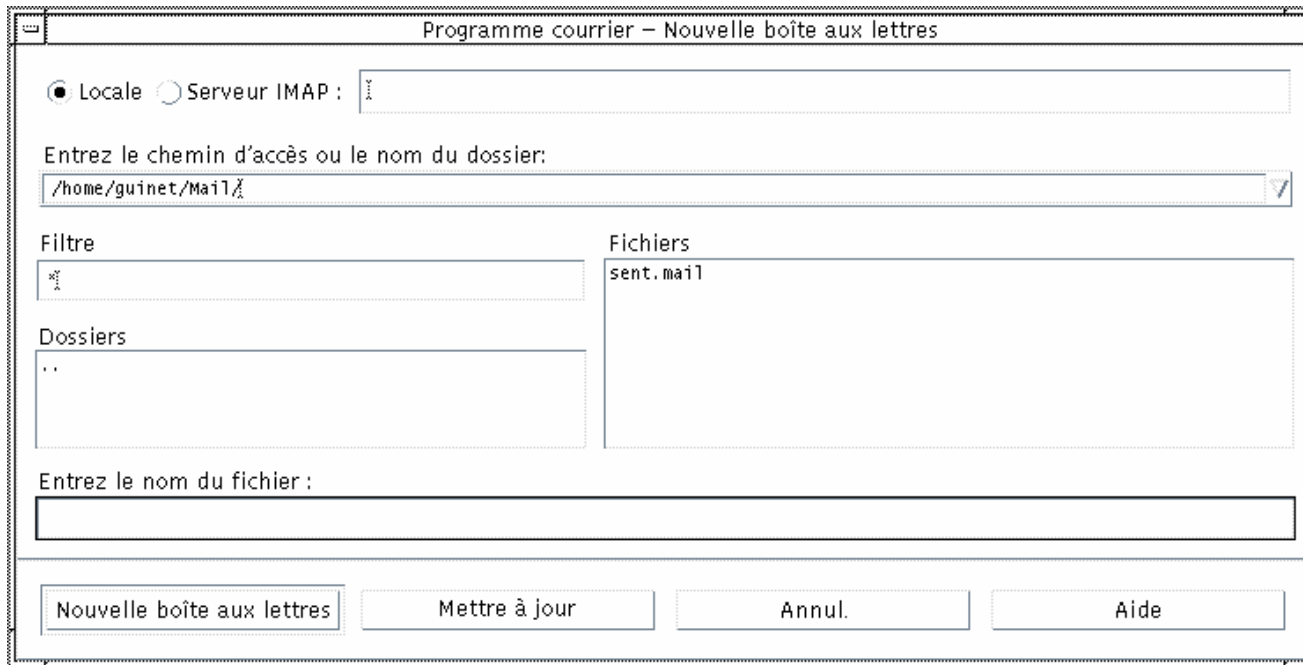 Programme courrier – Nouvelle boîte aux lettres
Locale Serveur IMAP :
Entrez le chemin d'accès ou le nom du dossier:
/home/guinet/Mail/
Filtre
*
Fichiers
sent.mail
Dossiers
..
Entrez le nom du fichier :
Nouvelle boîte aux lettres Mettre à jour Annul. Aide